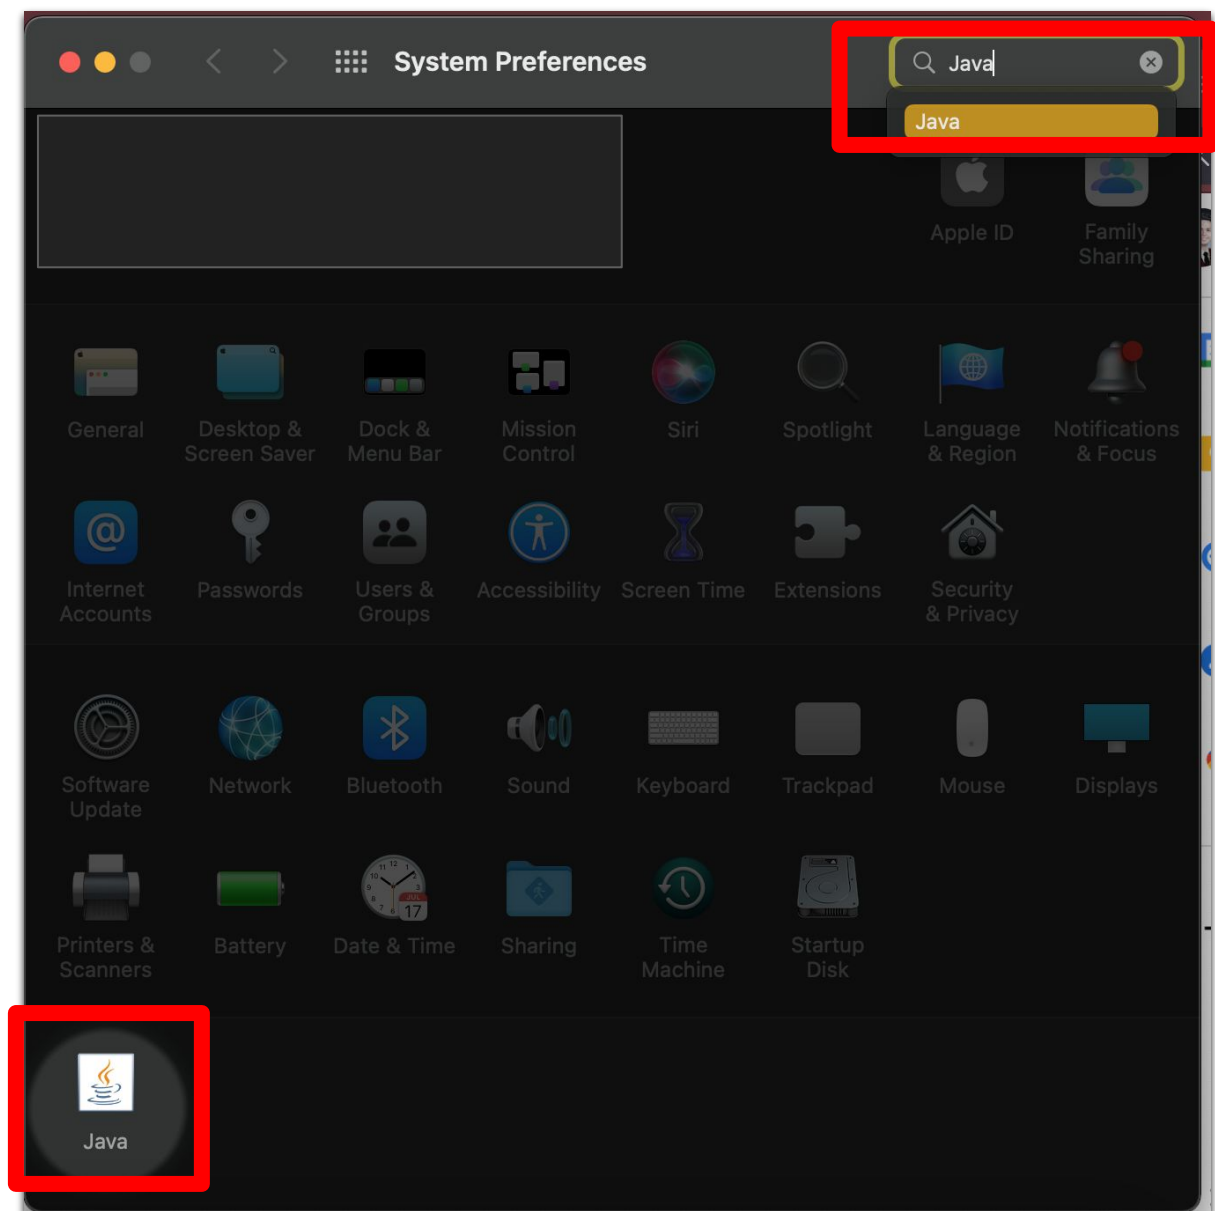 System Preferences
Java
Java
Apple ID
Family
Sharing
General
Desktop &
Screen Saver
Dock &
Menu Bar
Mission
Control
Siri
Spotlight
Language
& Region
Notifications
& Focus
Internet
Accounts
Passwords
Users &
Groups
Accessibility
Screen Time
Extensions
Security
& Privacy
Software
Update
Network
Bluetooth
Sound
Keyboard
Trackpad
Mouse
Displays
Printers &
Scanners
Battery
JUL
17
Date & Time
Sharing
Time
Machine
Startup
Disk
Java